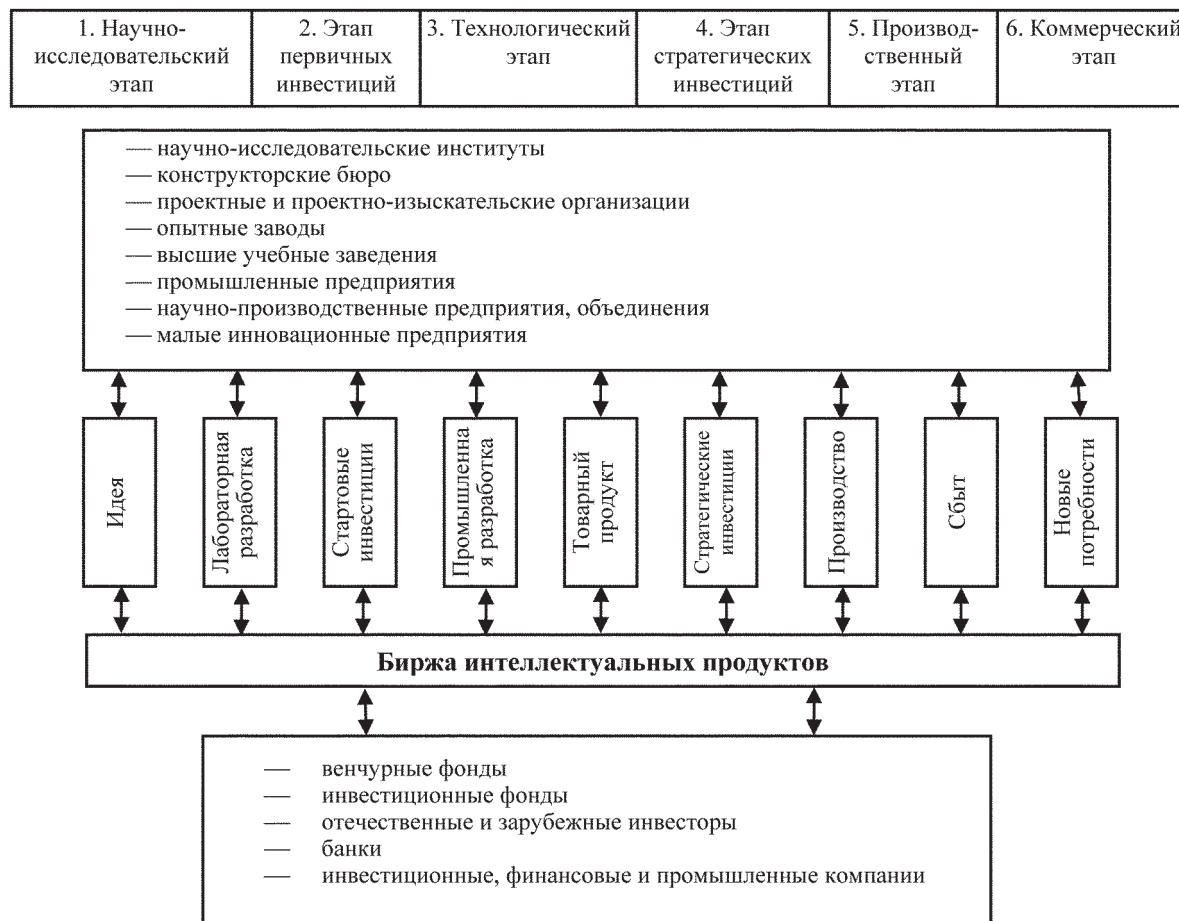 1. Научно-
исследовательский
этап
2. Этап
первичных
инвестиций
3. Технологический
этап
4. Этап
стратегических
инвестиций
5. Производ-
ственный
этап
6. Коммерческий
этап
— научно-исследовательские институты
— конструкторские бюро
— проектные и проектно-изыскательские организации
— опытные заводы
— высшие учебные заведения
— промышленные предприятия
— научно-производственные предприятия, объединения
— малые инновационные предприятия
Идея
Лабораторная
разработка
Стартовые
инвестиции
Промышленна
я разработка
Товарный
продукт
Стратегические
инвестиции
Производство
Сбыт
Новые
потребности
Биржа интеллектуальных продуктов
— венчурные фонды
— инвестиционные фонды
— отечественные и зарубежные инвесторы
— банки
— инвестиционные, финансовые и промышленные компании